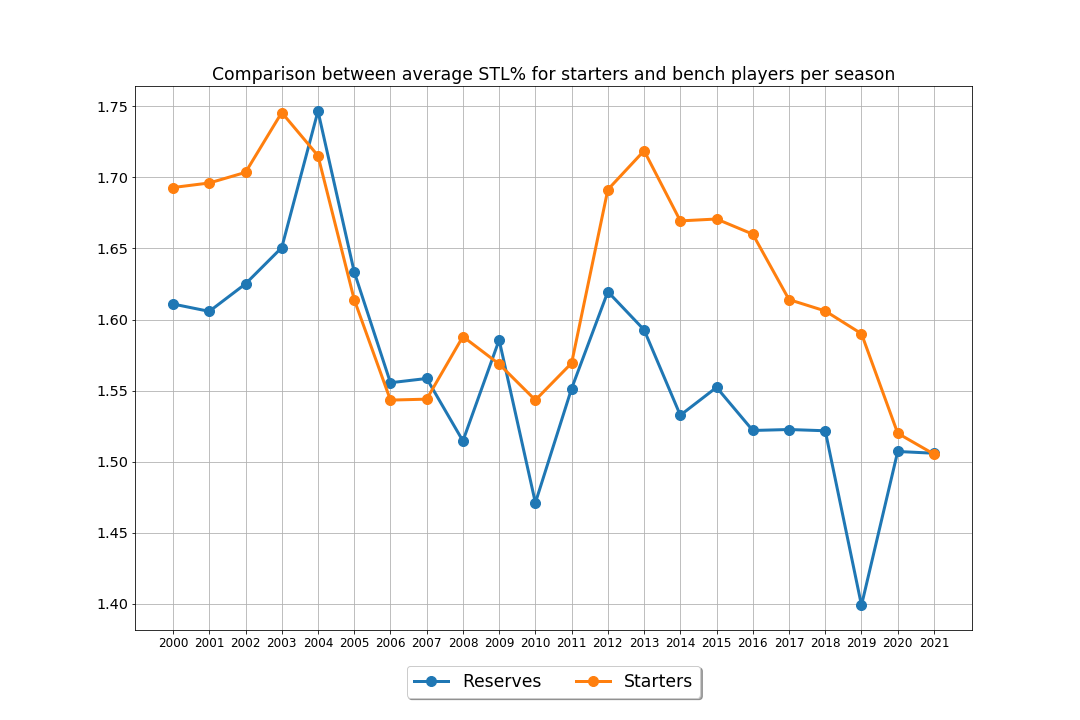 Comparison between average STL% for starters and bench players per season
1.75
1.70
1.65
1.60
1.55
1.50
1.45
1.40
2000 2001 2002 2003 2004 2005 2006 2007 2008 2009 2010 2011 2012 2013 2014 2015 2016 2017 2018 2019 2020 2021
Reserves Starters